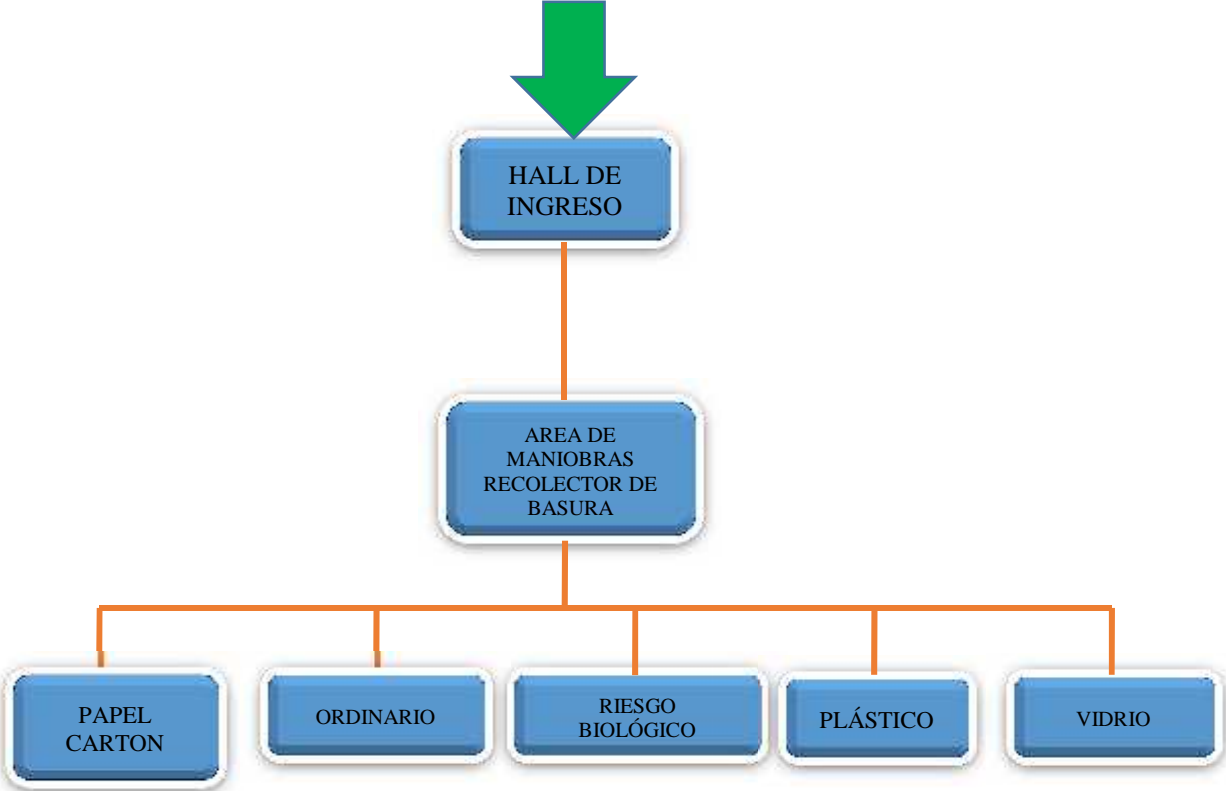 HALL DE
INGRESO
AREA DE
MANIOBRAS
RECOLECTOR DE
BASURA
PAPEL
CARTON
ORDINARIO
RIESGO
BIOLÓGICO
PLÁSTICO
VIDRIO